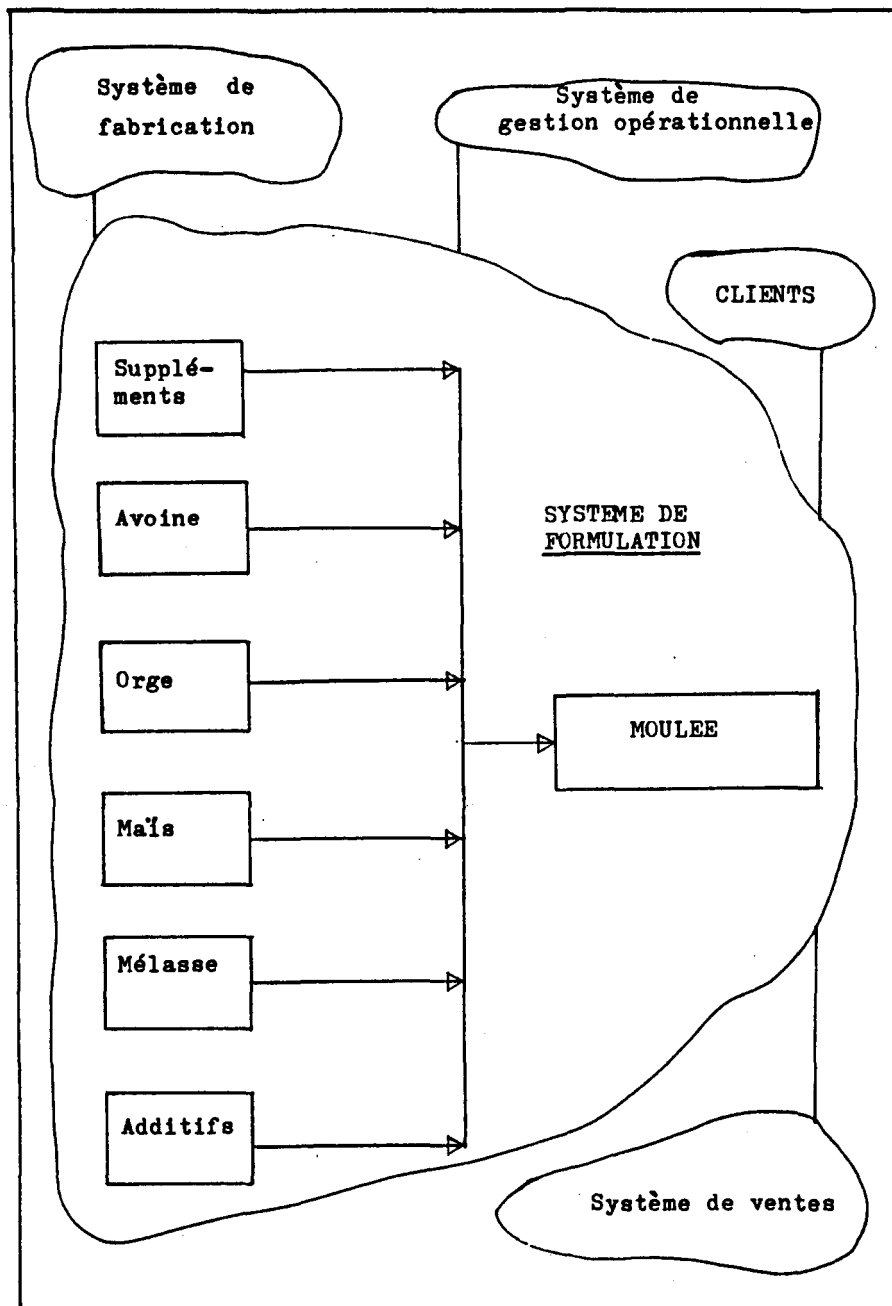 Système de
fabrication
Système de
gestion opérationnelle
CLIENTS
Supplé-
ments
Avoine
SYSTEME DE
FORMULATION
Orge
MOULEE
Maïs
Mélasse
Additifs
Système de ventes